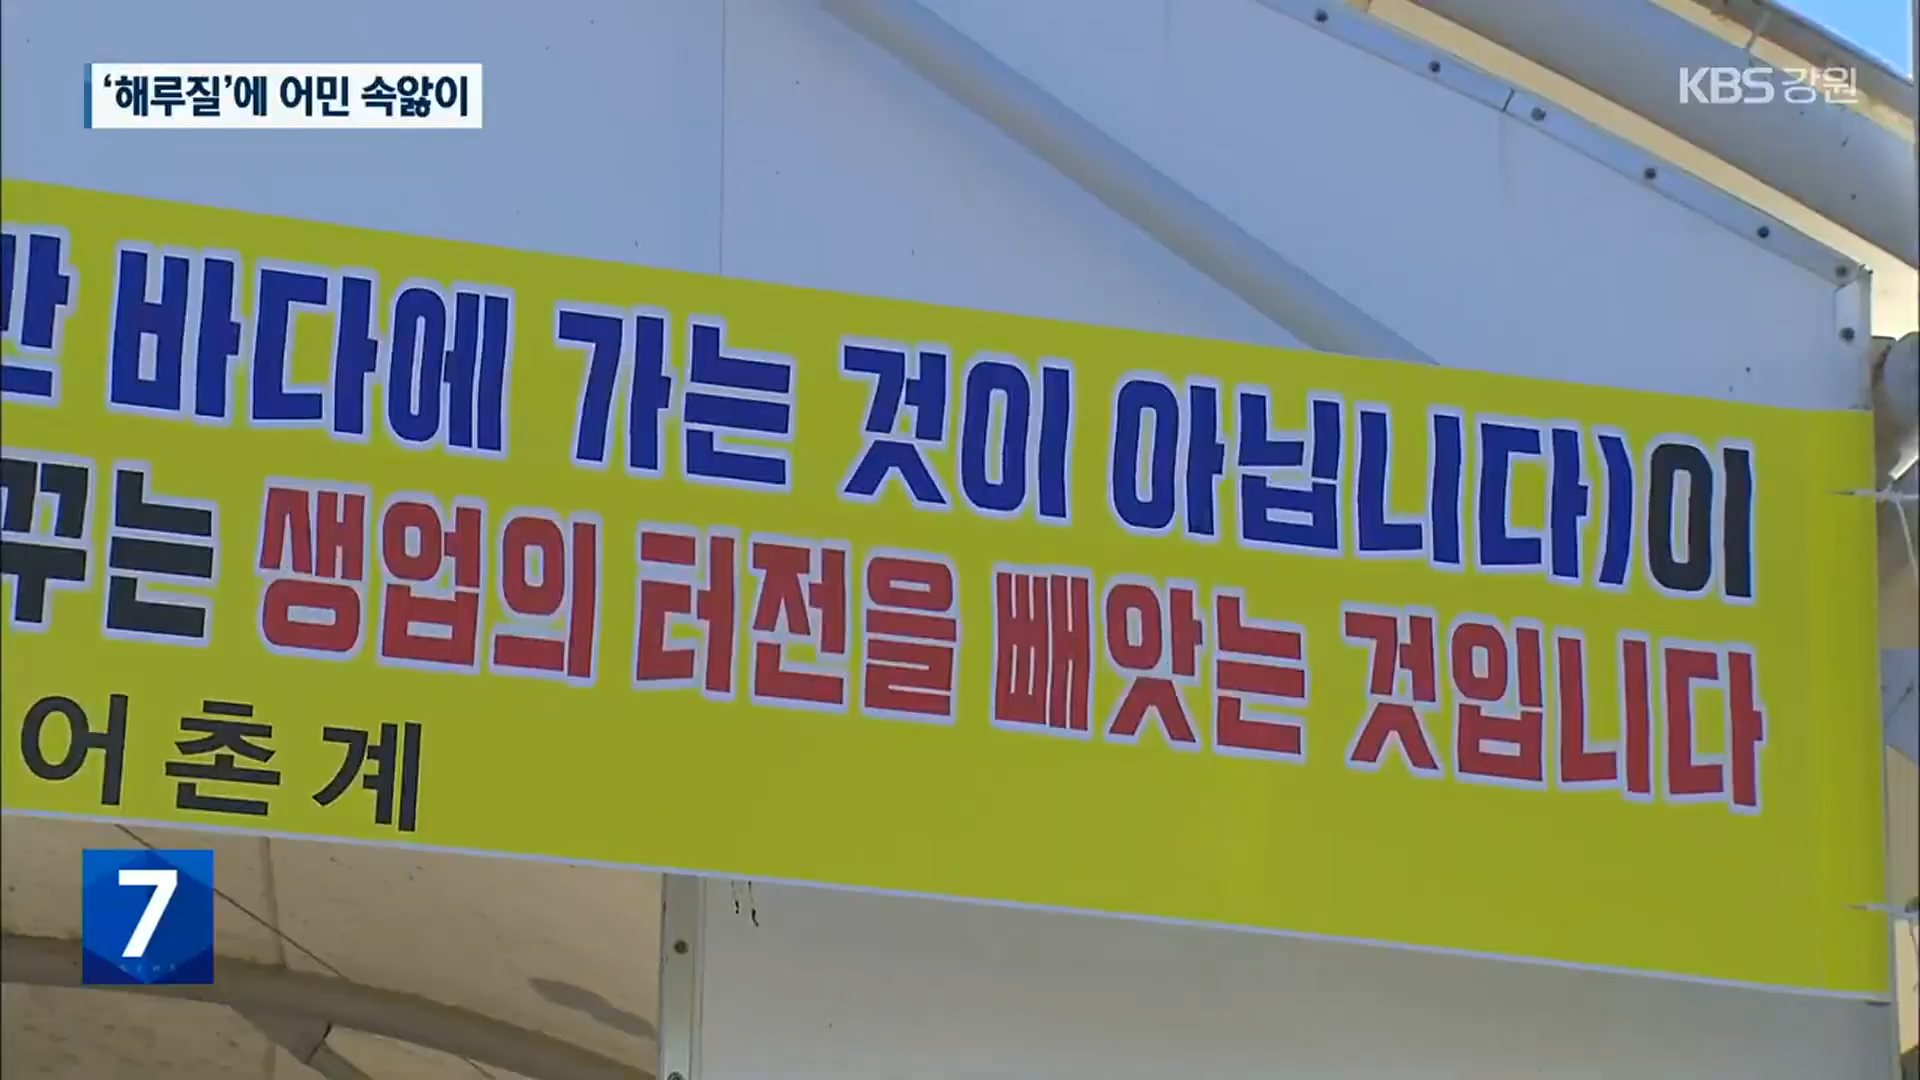 ‘해루질’에 어민 속앓이
KBS 강원
바다에 가는 것이 아닙니다)이
꾸는 생업의 터전을 빼앗는 것입니다
어촌계
7
NEWS